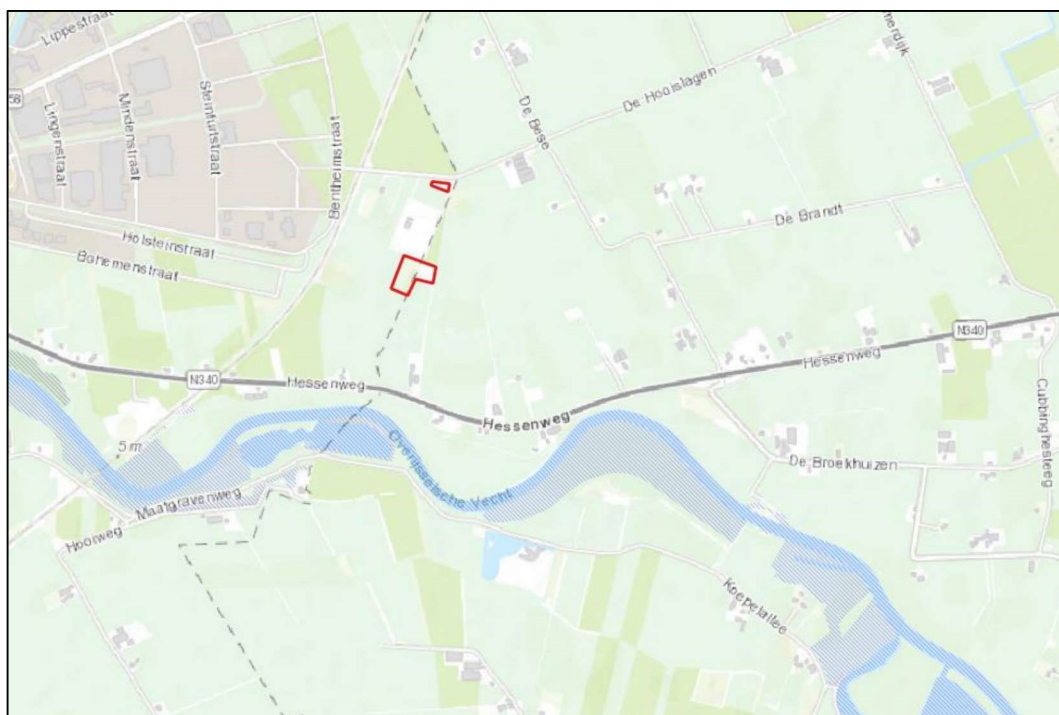 Lippestraat
58
Lingenstraat
Mindenstraat
Steinfurtstraat
Bentheimstraat
Holsteinstraat
Bohemenstraat
De Bese
De Hooislagen
De Brandt
N340
Hessenweg
Hessenweg
Hessenweg
N340
Cubbinghesteeg
5 m
Overijsselsche Vecht
Maatgravenweg
Hoorweg
De Broekhuizen
Koepelallee